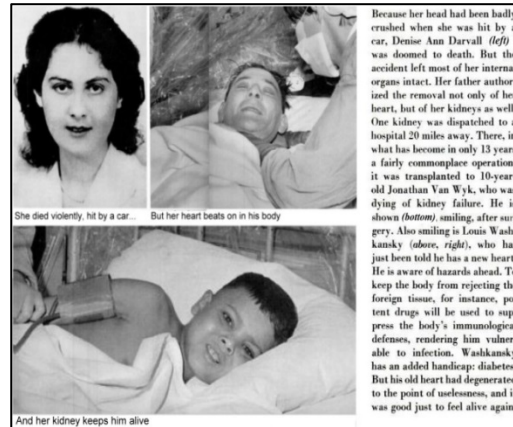 She died violently, hit by a car...
But her heart beats on in his body
And her kidney keeps him alive
Because her head had been badly
crushed when she was hit by a
car, Denise Ann Darvall (left)
was doomed to death. But the
accident left most of her interna
organs intact. Her father author
ized the removal not only of her
heart, but of her kidneys as well
One kidney was dispatched to a
hospital 20 miles away. There, in
what has become in only 13 year
a fairly commonplace operation
it was transplanted to 10-year
old Jonathan Van Wyk, who was
dying of kidney failure. He is
shown (bottom), smiling, after sur
gery. Also smiling is Louis Wash
kansky (above, right), who ha
just been told he has a new heart
He is aware of hazards ahead. To
keep the body from rejecting the
foreign tissue, for instance, po
tent drugs will be used to sup
press the body's immunological
defenses, rendering him vulner
able to infection. Washkansky
has an added handicap: diabetes
But his old heart had degenerated
to the point of uselessness, and i
was good just to feel alive again